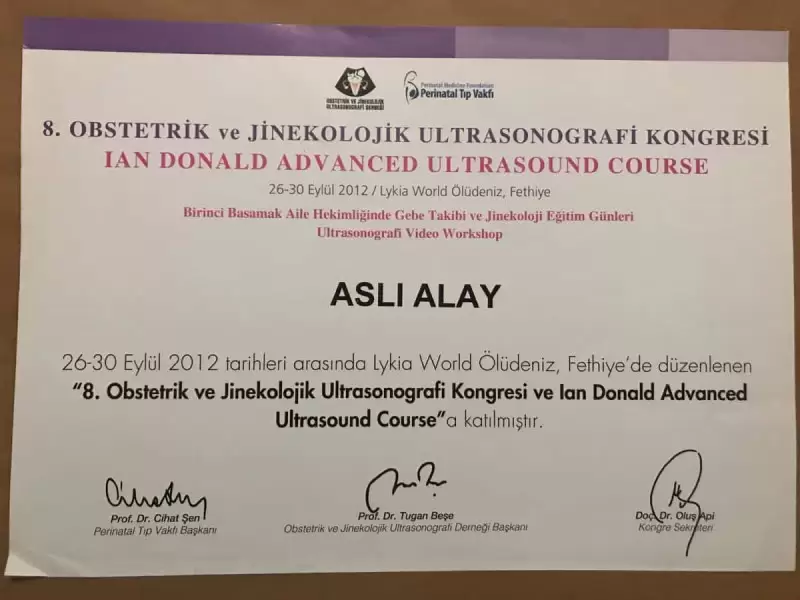 OBSTETRİK VE JİNEKOLOJİK
ULTRASONOGRAFİ DERNEĞİ
Perinatal Medicine Foundation
Perinatal Tıp Vakfı
8. OBSTETRİK ve JİNEKOLOJİK ULTRASONOGRAFİ KONGRESİ
IAN DONALD ADVANCED ULTRASOUND COURSE
26-30 Eylül 2012 / Lykia World Ölüdeniz, Fethiye
Birinci Basamak Aile Hekimliğinde Gebe Takibi ve Jinekoloji Eğitim Günleri
Ultrasonografi Video Workshop
ASLI ALAY
26-30 Eylül 2012 tarihleri arasında Lykia World Ölüdeniz, Fethiye’de düzenlenen
“8. Obstetrik ve Jinekolojik Ultrasonografi Kongresi ve Ian Donald Advanced
Ultrasound Course”a katılmıştır.
Prof. Dr. Cihat Şen
Perinatal Tıp Vakfı Başkanı
Prof. Dr. Tugan Beşe
Obstetrik ve Jinekolojik Ultrasonografi Derneği Başkanı
Doç. Dr. Oluş Api
Kongre Sekreteri